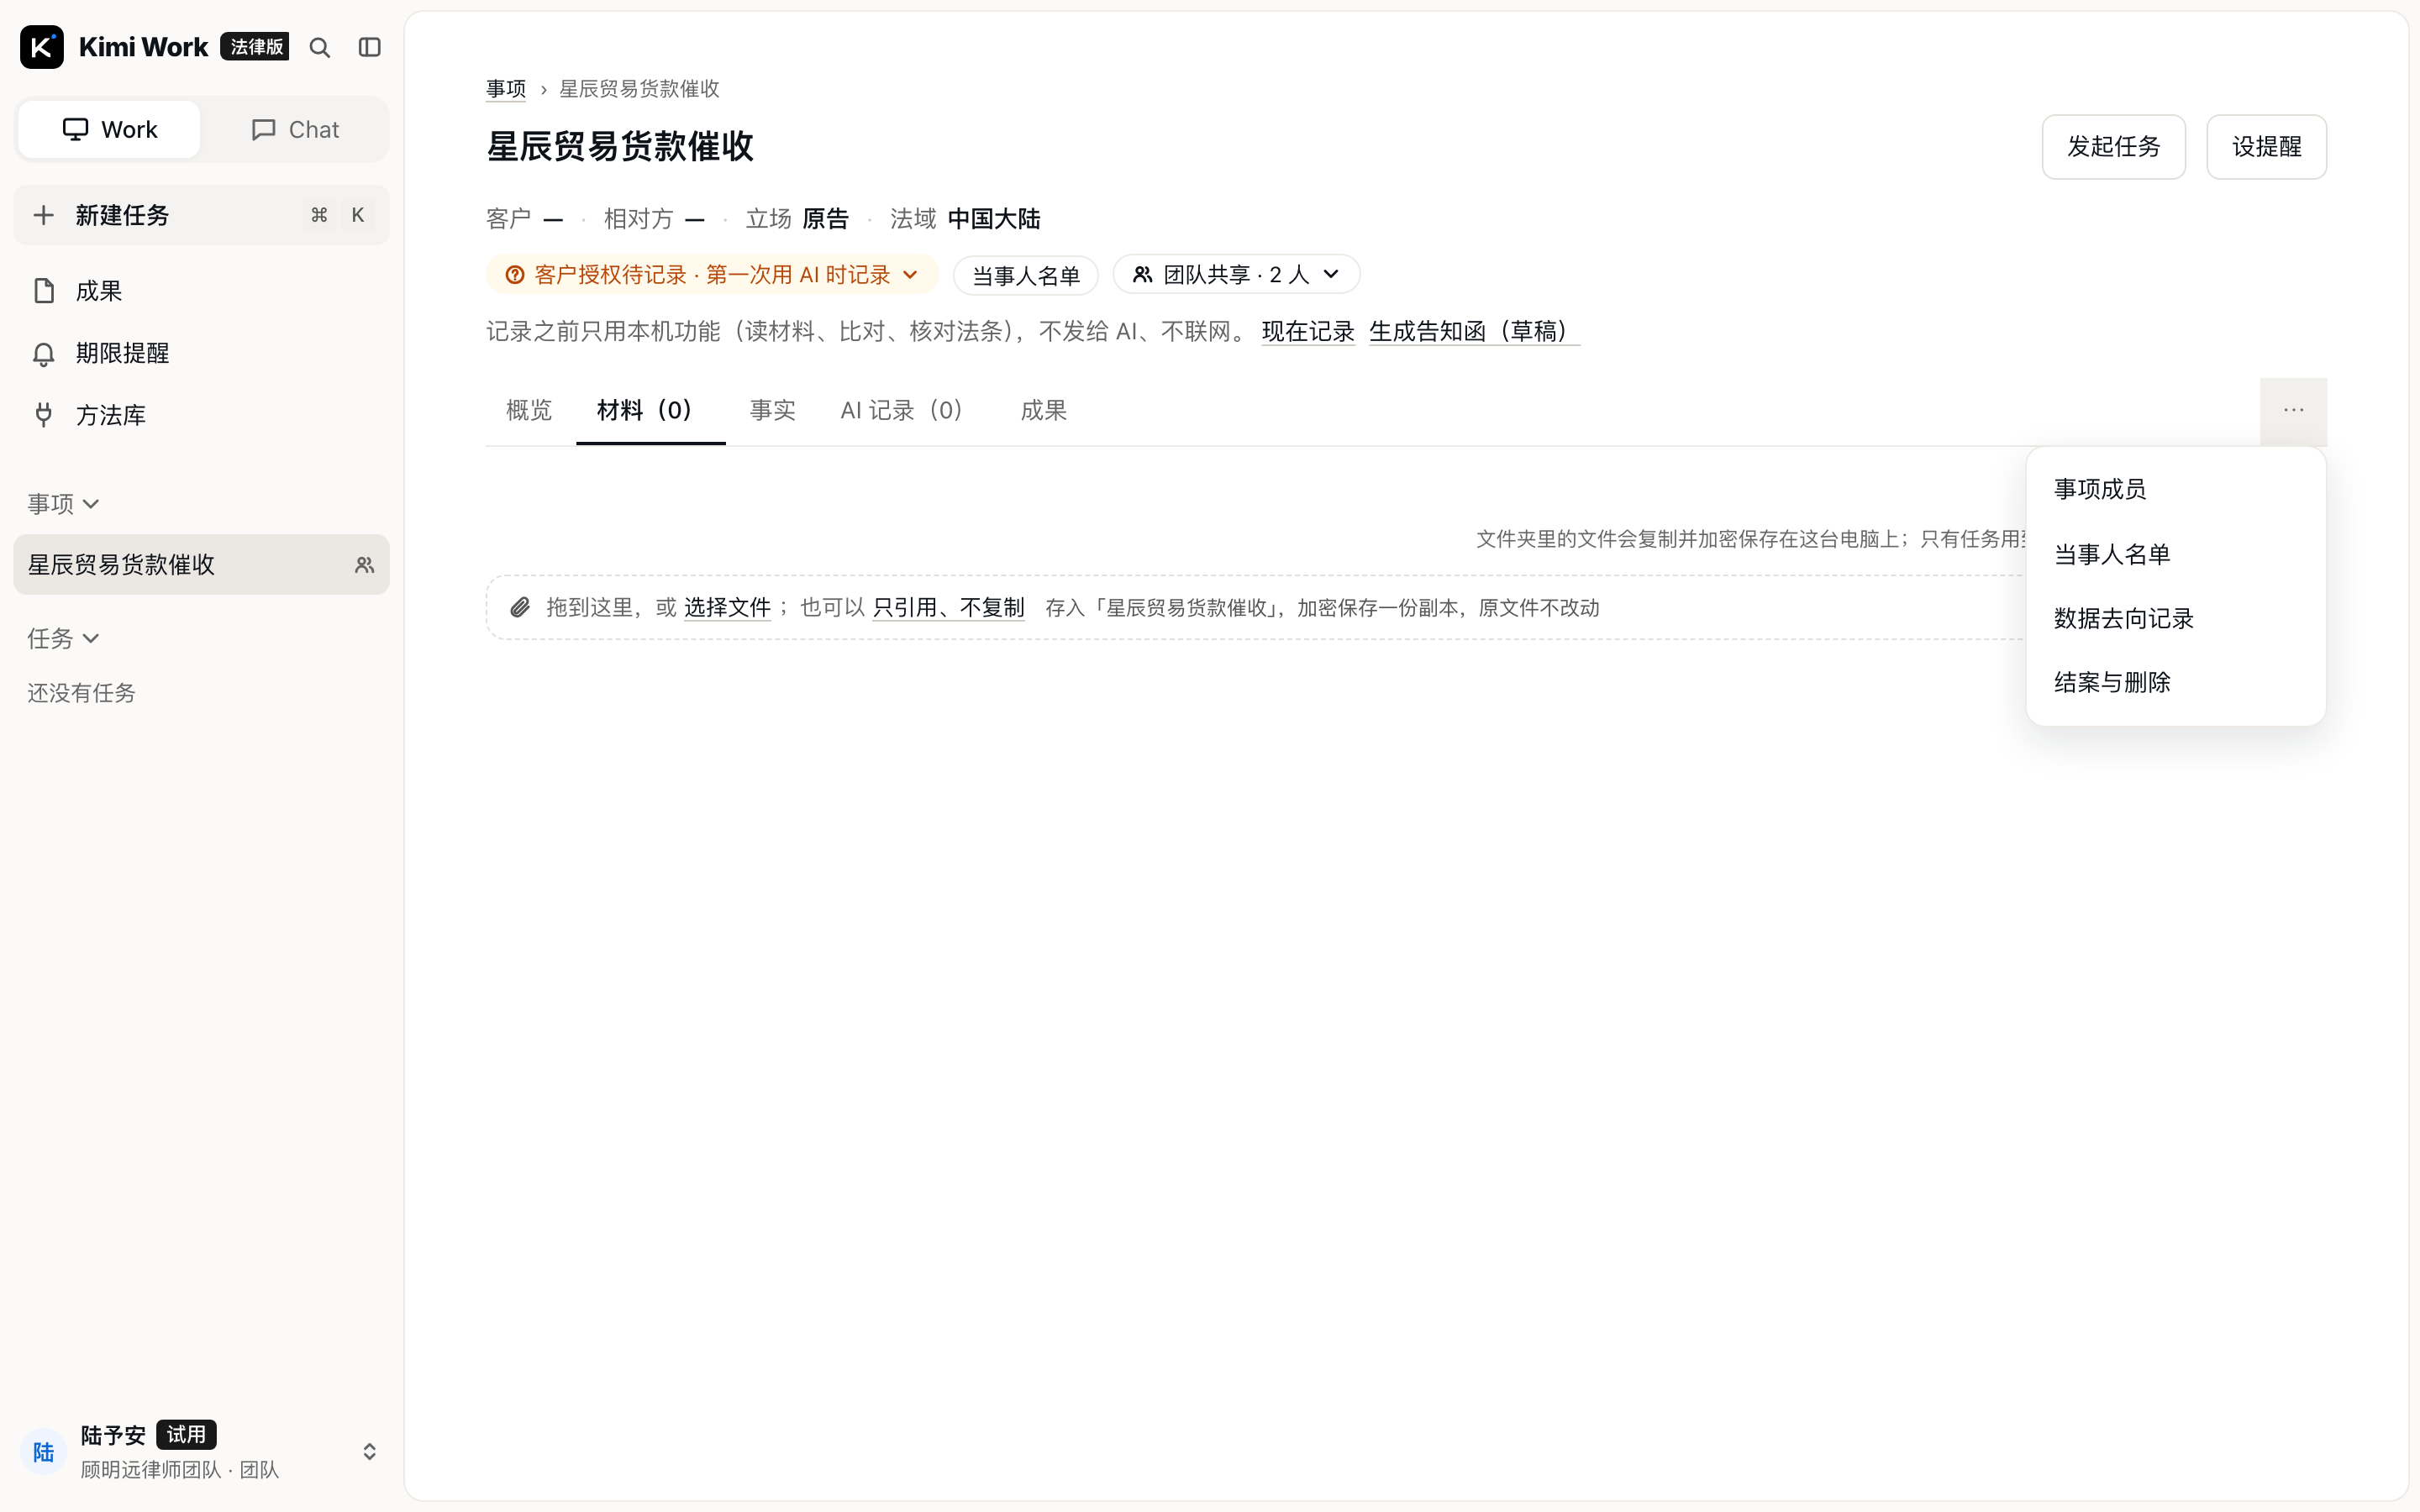 Kimi Work 法律版
Work
Chat
新建任务 ⌘ K
成果
期限提醒
方法库
事项
星辰贸易货款催收
任务
还没有任务
陆 陆予安 试用
顾明远律师团队 · 团队
事项 › 星辰贸易货款催收
星辰贸易货款催收
发起任务
设提醒
客户 — · 相对方 — · 立场 原告 · 法域 中国大陆
客户授权待记录 · 第一次用 AI 时记录
当事人名单
团队共享 · 2 人
记录之前只用本机功能（读材料、比对、核对法条），不发给 AI、不联网。 现在记录 生成告知函（草稿）
概览
材料（0）
事实
AI 记录（0）
成果
···
事项成员
当事人名单
数据去向记录
结案与删除
文件夹里的文件会复制并加密保存在这台电脑上；只有任务用
拖到这里，或 选择文件 ；也可以 只引用、不复制 存入「星辰贸易货款催收」，加密保存一份副本，原文件不改动